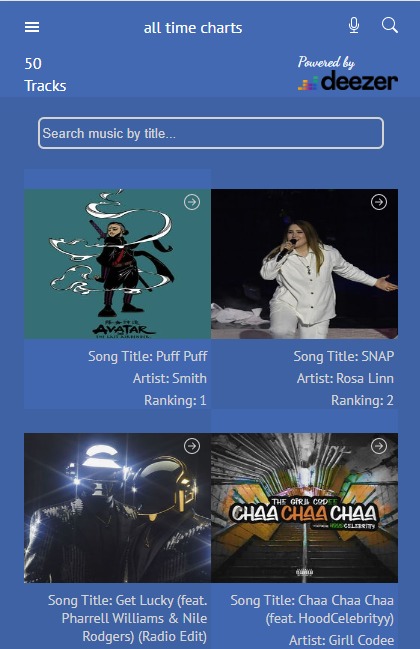 all time charts
50
Tracks
Powered by
deezer
Search music by title...
AVATAR
THE LAST AIRBENDER
Song Title: Puff Puff
Artist: Smith
Ranking: 1
Song Title: SNAP
Artist: Rosa Linn
Ranking: 2
THE GIRLL CODEE
CHAA CHAA CHAA
HOODCELEBRITYY
Song Title: Get Lucky (feat.
Pharrell Williams & Nile
Rodgers) (Radio Edit)
Song Title: Chaa Chaa Chaa
(feat. HoodCelebrityy)
Artist: Girll Codee